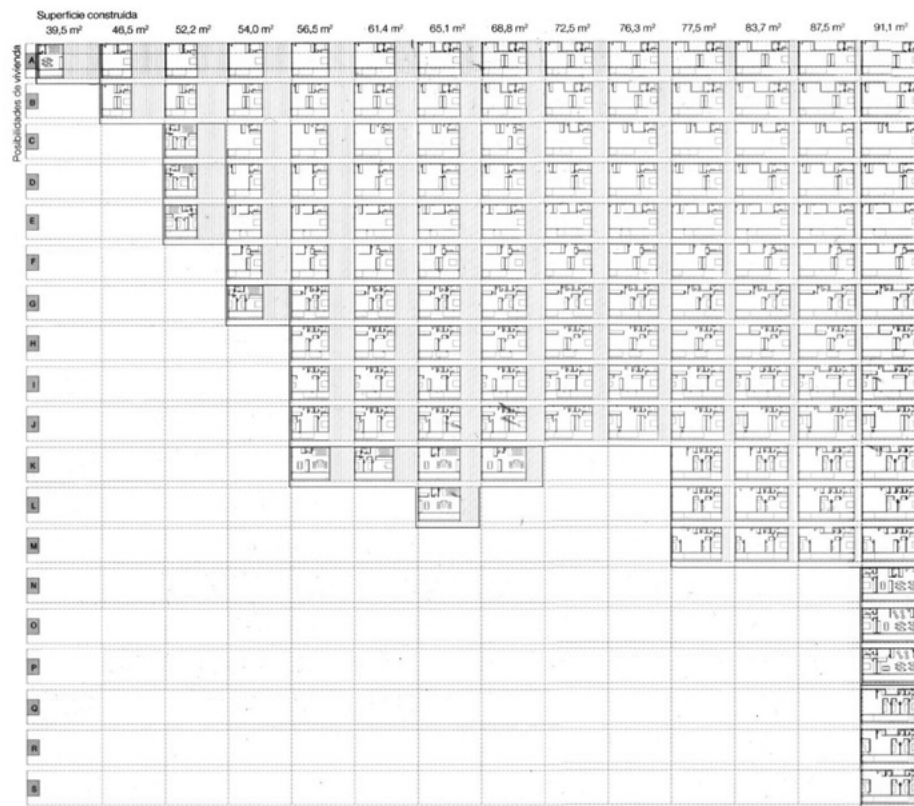 Superficie construida
39,5 m² 46,5 m² 52,2 m² 54,0 m² 56,5 m² 61,4 m² 65,1 m² 68,8 m² 72,5 m² 76,3 m² 77,5 m² 83,7 m² 87,5 m² 91,1 m²
Posibilidades de vivienda
A
B
C
D
E
F
G
H
I
J
K
L
M
N
O
P
Q
R
S